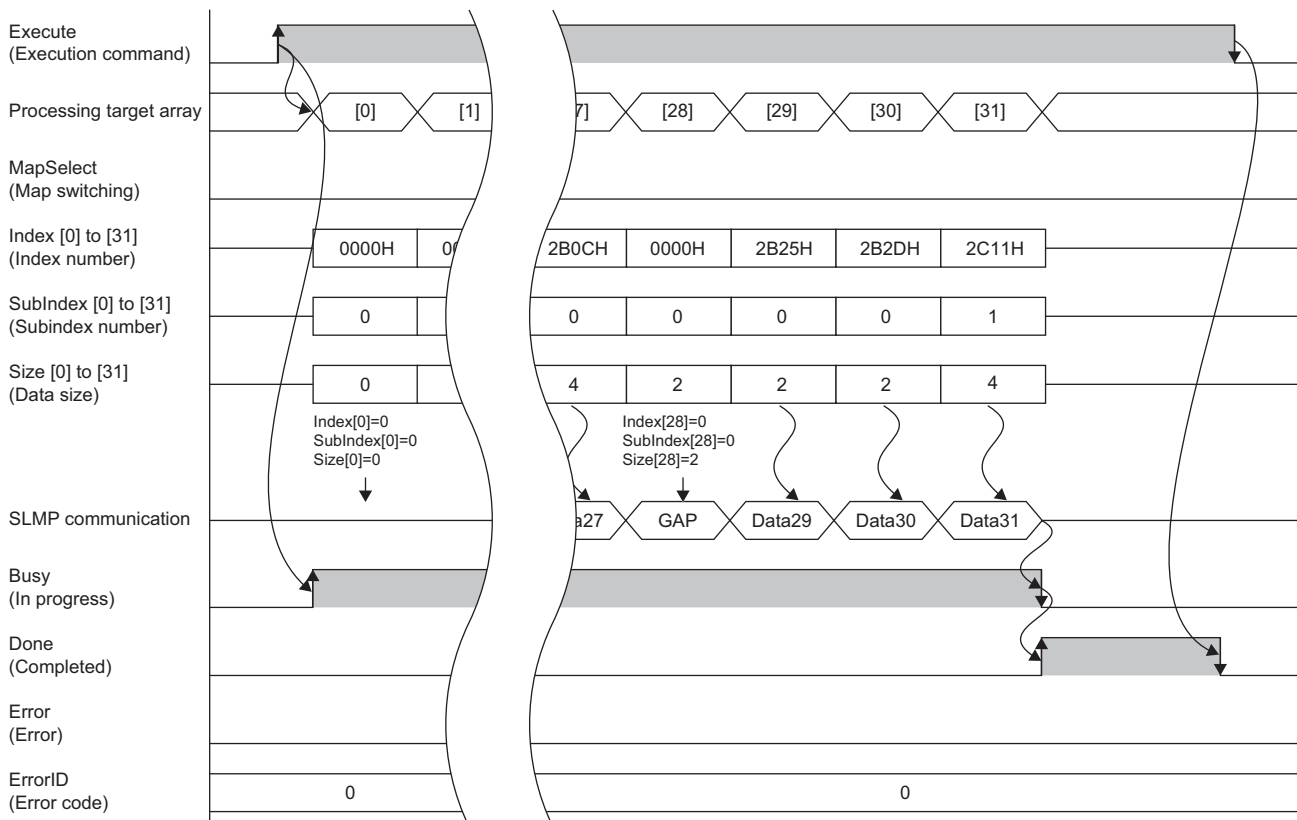 Execute
(Execution command)
Processing target array
[0]
[1]
7]
[28]
[29]
[30]
[31]
MapSelect
(Map switching)
Index [0] to [31]
(Index number)
0000H
00
2B0CH
0000H
2B25H
2B2DH
2C11H
SubIndex [0] to [31]
(Subindex number)
0
0
0
0
0
1
Size [0] to [31]
(Data size)
0
4
2
2
2
4
Index[0]=0
SubIndex[0]=0
Size[0]=0
Index[28]=0
SubIndex[28]=0
Size[28]=2
SLMP communication
a27
GAP
Data29
Data30
Data31
Busy
(In progress)
Done
(Completed)
Error
(Error)
ErrorID
(Error code)
0
0